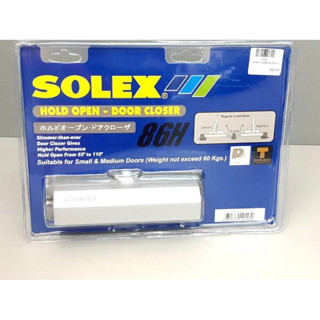 SOLEX
HOLD OPEN - DOOR CLOSER
ホルドオープン·ドアクローザ
86H
Slimmer-than-ever
Door Closer Gives
Higher Performance
Hold Open From 65° to 110°
Suitable for Small & Medium Doors (Weight not exceed 60 Kgs.)